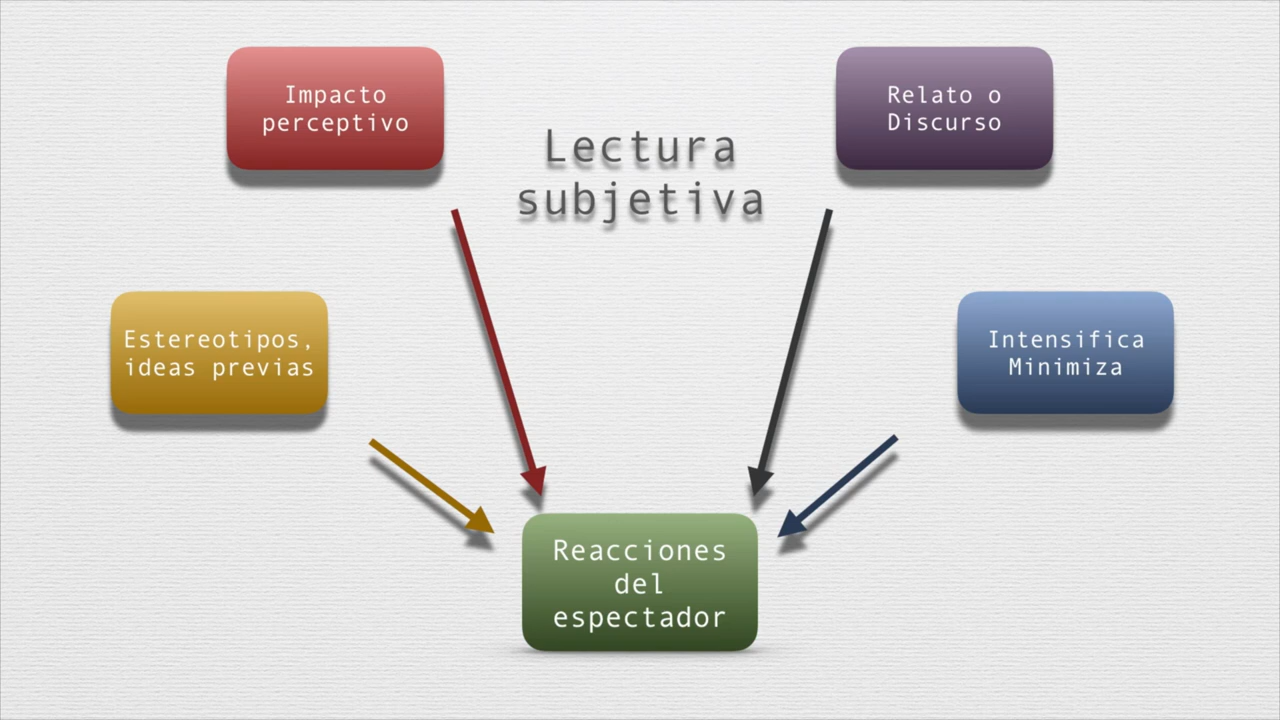 Impacto
perceptivo
Relato o
Discurso
Lectura
subjetiva
Estereotipos,
ideas previas
Intensifica
Minimiza
Reacciones
del
espectador